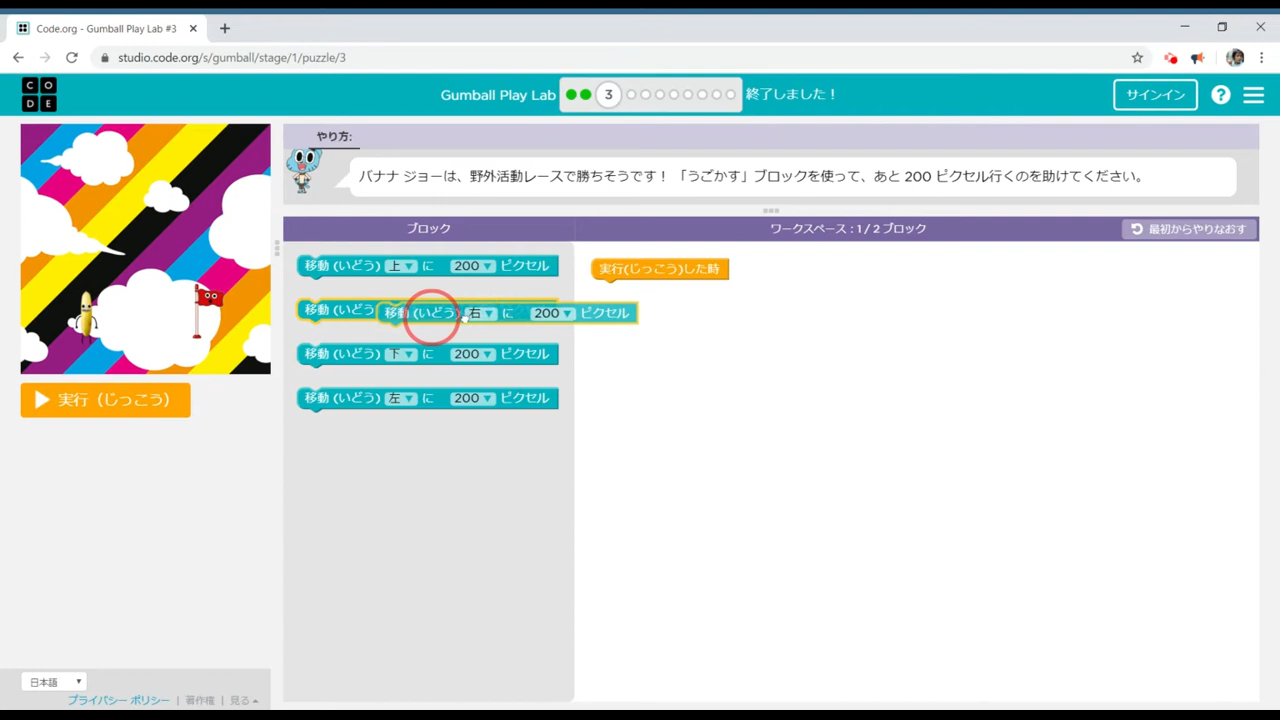 Code.org - Gumball Play Lab #3
studio.code.org/s/gumball/stage/1/puzzle/3
C O
D E
Gumball Play Lab 3 終了しました！
サインイン
?
やり方:
バナナ ジョーは、野外活動レースで勝ちそうです！ 「うごかす」ブロックを使って、あと 200 ピクセル行くのを助けてください。
ブロック
ワークスペース : 1 / 2 ブロック
最初からやりなおす
移動 (いどう) 上 に 200 ピクセル
実行(じっこう)した時
移動 (いどう)
移動 (いどう) 右 に 200 ピクセル
移動 (いどう) 下 に 200 ピクセル
移動 (いどう) 左 に 200 ピクセル
実行（じっこう）
日本語
プライバシー ポリシー | 著作権 | 見る